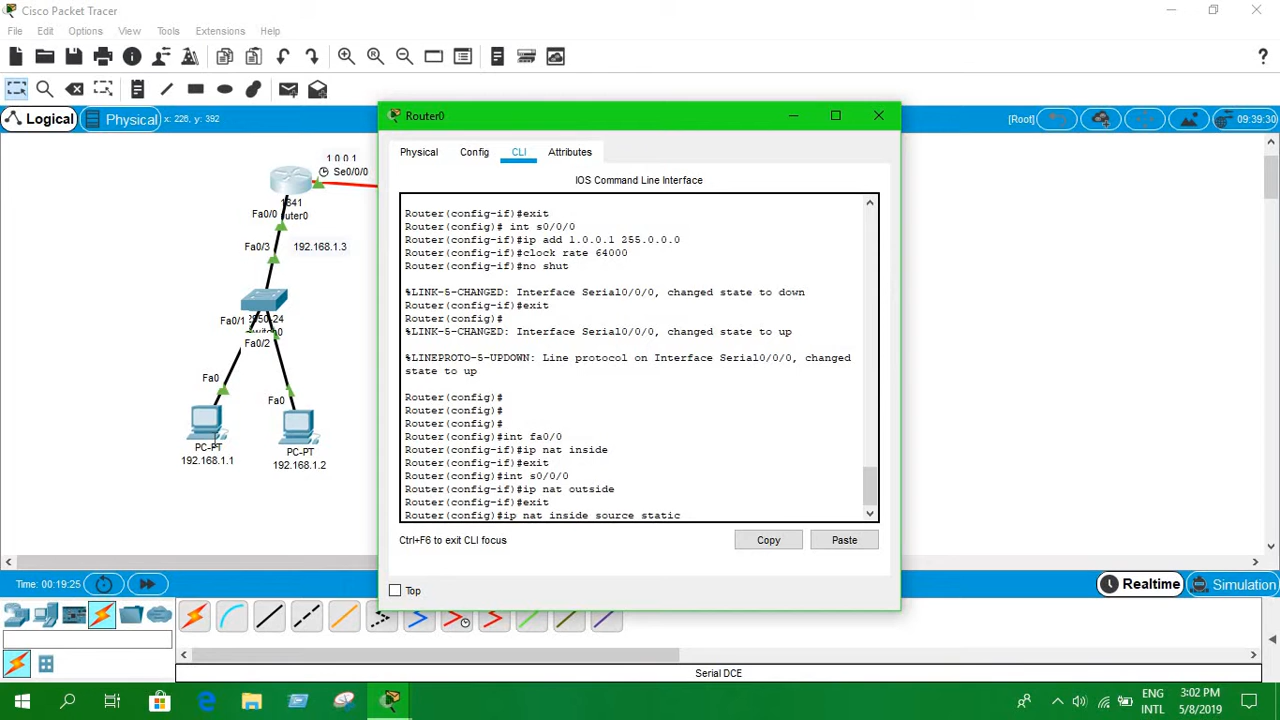 Cisco Packet Tracer
File Edit Options View Tools Extensions Help
?
Logical
Physical
x: 226, y: 392
[Root]
09:39:30
1.0.0.1
Se0/0/0
1841
Fa0/0
Fa0/3
192.168.1.3
Fa0/1
Fa0/2
Fa0
Fa0
PC-PT
192.168.1.1
PC-PT
192.168.1.2
Router0
Physical
Config
CLI
Attributes
IOS Command Line Interface
Router(config-if)#exit
Router(config)# int s0/0/0
Router(config-if)#ip add 1.0.0.1 255.0.0.0
Router(config-if)#clock rate 64000
Router(config-if)#no shut
%LINK-5-CHANGED: Interface Serial0/0/0, changed state to down
Router(config-if)#exit
Router(config)#
%LINK-5-CHANGED: Interface Serial0/0/0, changed state to up
%LINEPROTO-5-UPDOWN: Line protocol on Interface Serial0/0/0, changed
state to up
Router(config)#
Router(config)#
Router(config)#
Router(config)#int fa0/0
Router(config-if)#ip nat inside
Router(config-if)#exit
Router(config)#int s0/0/0
Router(config-if)#ip nat outside
Router(config-if)#exit
Router(config)#ip nat inside source static
Ctrl+F6 to exit CLI focus
Copy
Paste
Top
Time: 00:19:25
Realtime
Simulation
Serial DCE
ENG
INTL
3:02 PM
5/8/2019